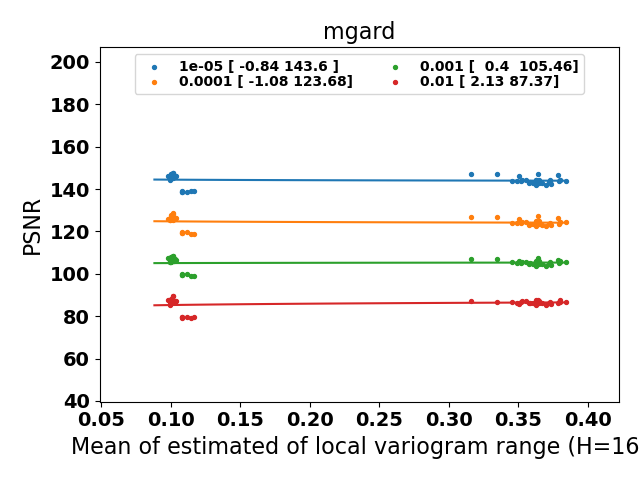 mgard
1e-05 [ -0.84 143.6 ]
0.0001 [ -1.08 123.68]
0.001 [  0.4  105.46]
0.01 [ 2.13 87.37]
PSNR
200
180
160
140
120
100
80
60
40
0.05 0.10 0.15 0.20 0.25 0.30 0.35 0.40
Mean of estimated of local variogram range (H=16